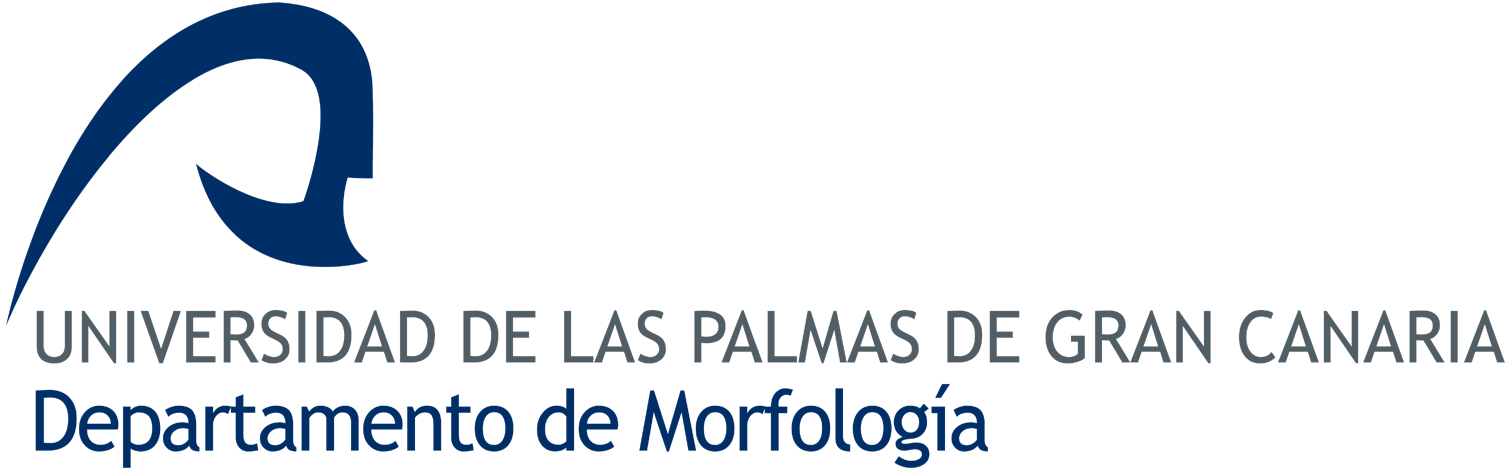 UNIVERSIDAD DE LAS PALMAS DE GRAN CANARIA
Departamento de Morfología